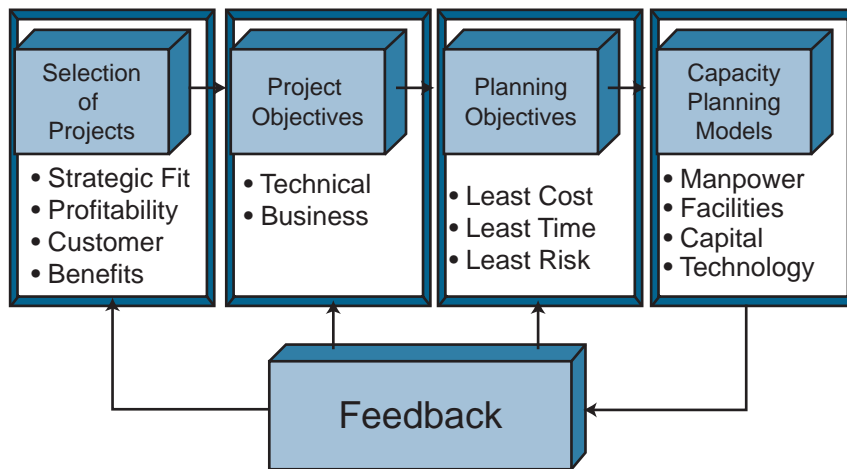 Selection
of
Projects
• Strategic Fit
• Profitability
• Customer
• Benefits
Project
Objectives
• Technical
• Business
Planning
Objectives
• Least Cost
• Least Time
• Least Risk
Capacity
Planning
Models
• Manpower
• Facilities
• Capital
• Technology
Feedback